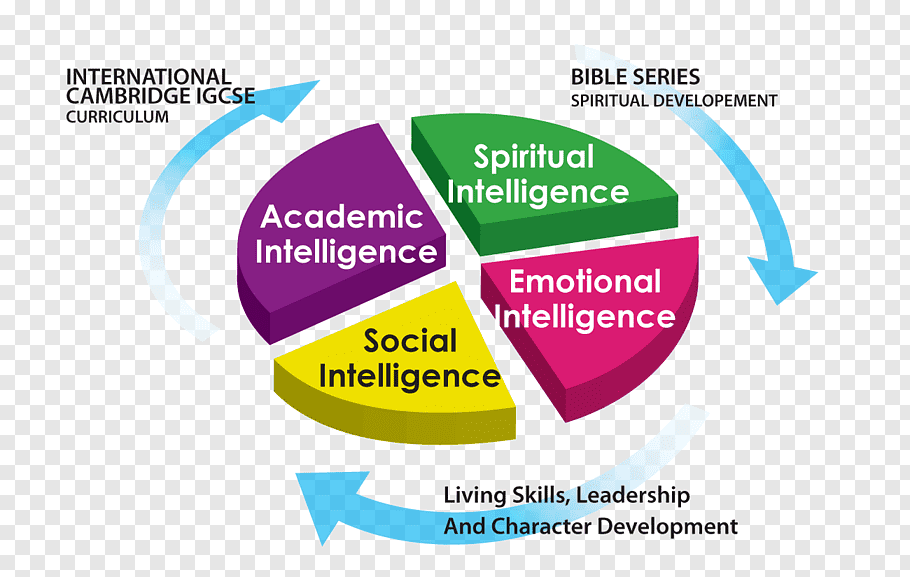 INTERNATIONAL
CAMBRIDGE IGCSE
CURRICULUM
BIBLE SERIES
SPIRITUAL DEVELOPEMENT
Spiritual
Intelligence
Academic
Intelligence
Emotional
Intelligence
Social
Intelligence
Living Skills, Leadership
And Character Development